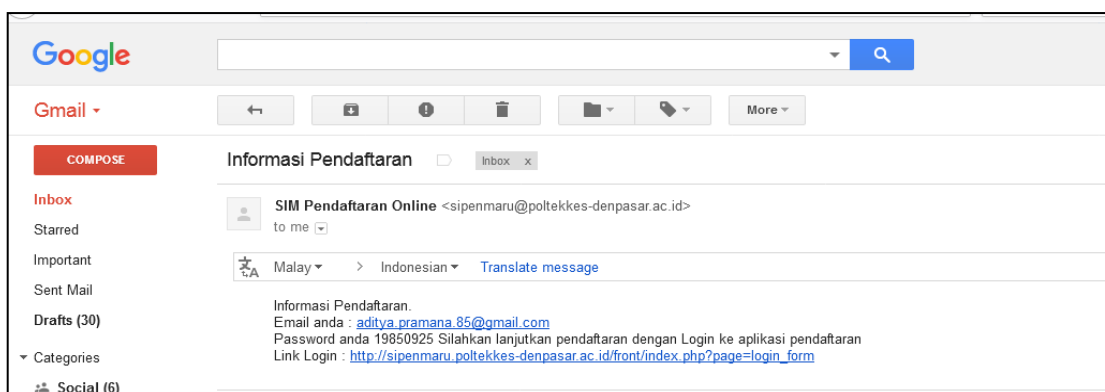 Google
Gmail
More
COMPOSE
Informasi Pendaftaran
Inbox x
Inbox
Starred
Important
Sent Mail
Drafts (30)
Categories
Social (6)
SIM Pendaftaran Online <sipenmaru@poltekkes-denpasar.ac.id>
to me
Malay > Indonesian Translate message
Informasi Pendaftaran.
Email anda : aditya.pramana.85@gmail.com
Password anda 19850925 Silahkan lanjutkan pendaftaran dengan Login ke aplikasi pendaftaran
Link Login : http://sipenmaru.poltekkes-denpasar.ac.id/front/index.php?page=login_form